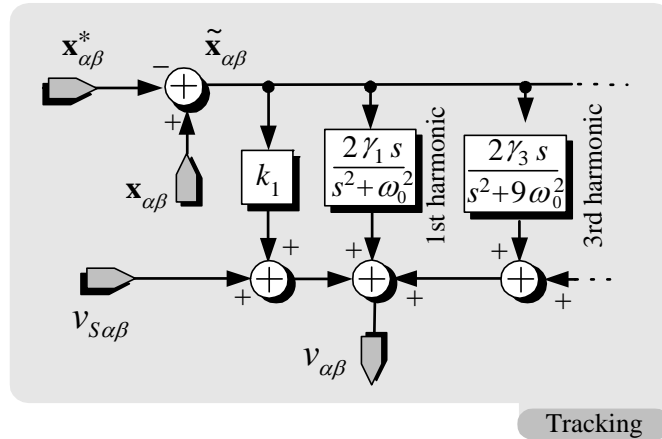 x*αβ
−
x̃αβ
+
+
xαβ
k₁
2γ₁ s
s²+ω₀²
1st harmonic
2γ₃ s
s²+9ω₀²
3rd harmonic
+
+
+
+
+
+
+
+
+
+
vSαβ
vαβ
Tracking